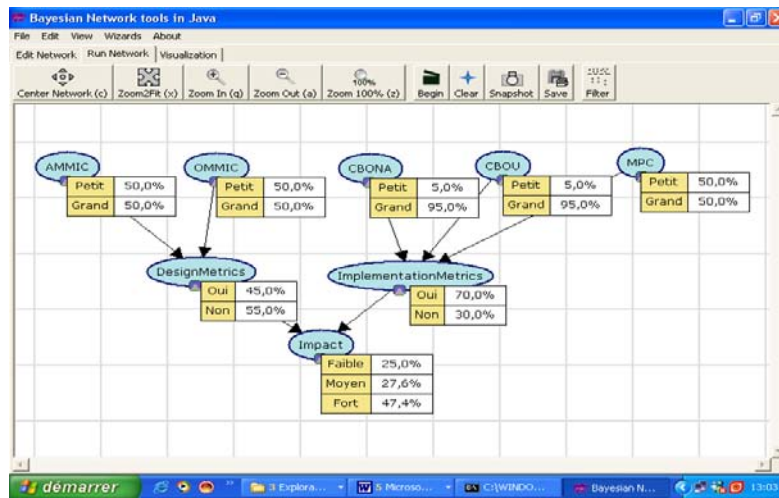 Bayesian Network tools in Java
File Edit View Wizards About
Edit Network Run Network Visualization
Center Network (c) Zoom2Fit (x) Zoom In (q) Zoom Out (a) 100% Zoom 100% (z) Begin Clear Snapshot Save Filter
AMMIC
Petit 50,0%
Grand 50,0%
OMMIC
Petit 50,0%
Grand 50,0%
CBONA
Petit 5,0%
Grand 95,0%
CBOU
Petit 5,0%
Grand 95,0%
MPC
Petit 50,0%
Grand 50,0%
DesignMetrics
Oui 45,0%
Non 55,0%
ImplementationMetrics
Oui 70,0%
Non 30,0%
Impact
Faible 25,0%
Moyen 27,6%
Fort 47,4%
démarrer 3 Explora... 5 Microso... C:\WINDO... Bayesian N... 13:03